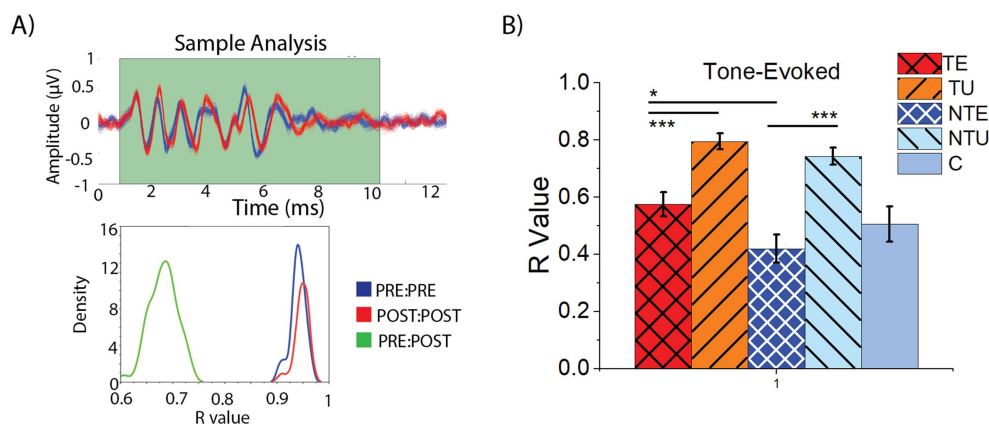 A)
Sample Analysis
Amplitude (µV)
1
0.5
0
-0.5
-1
2
4
6
8
10
12
Time (ms)
Density
16
12
8
4
0
0.6
0.7
0.8
0.9
1
R value
PRE:PRE
POST:POST
PRE:POST
B)
Tone-Evoked
TE
TU
NTE
NTU
C
R Value
1.0
0.8
0.6
0.4
0.2
0.0
*
***
***
1